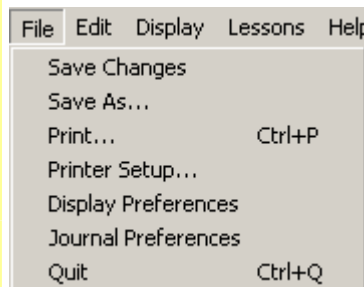 File Edit Display Lessons Help
Save Changes
Save As...
Print... Ctrl+P
Printer Setup...
Display Preferences
Journal Preferences
Quit Ctrl+Q